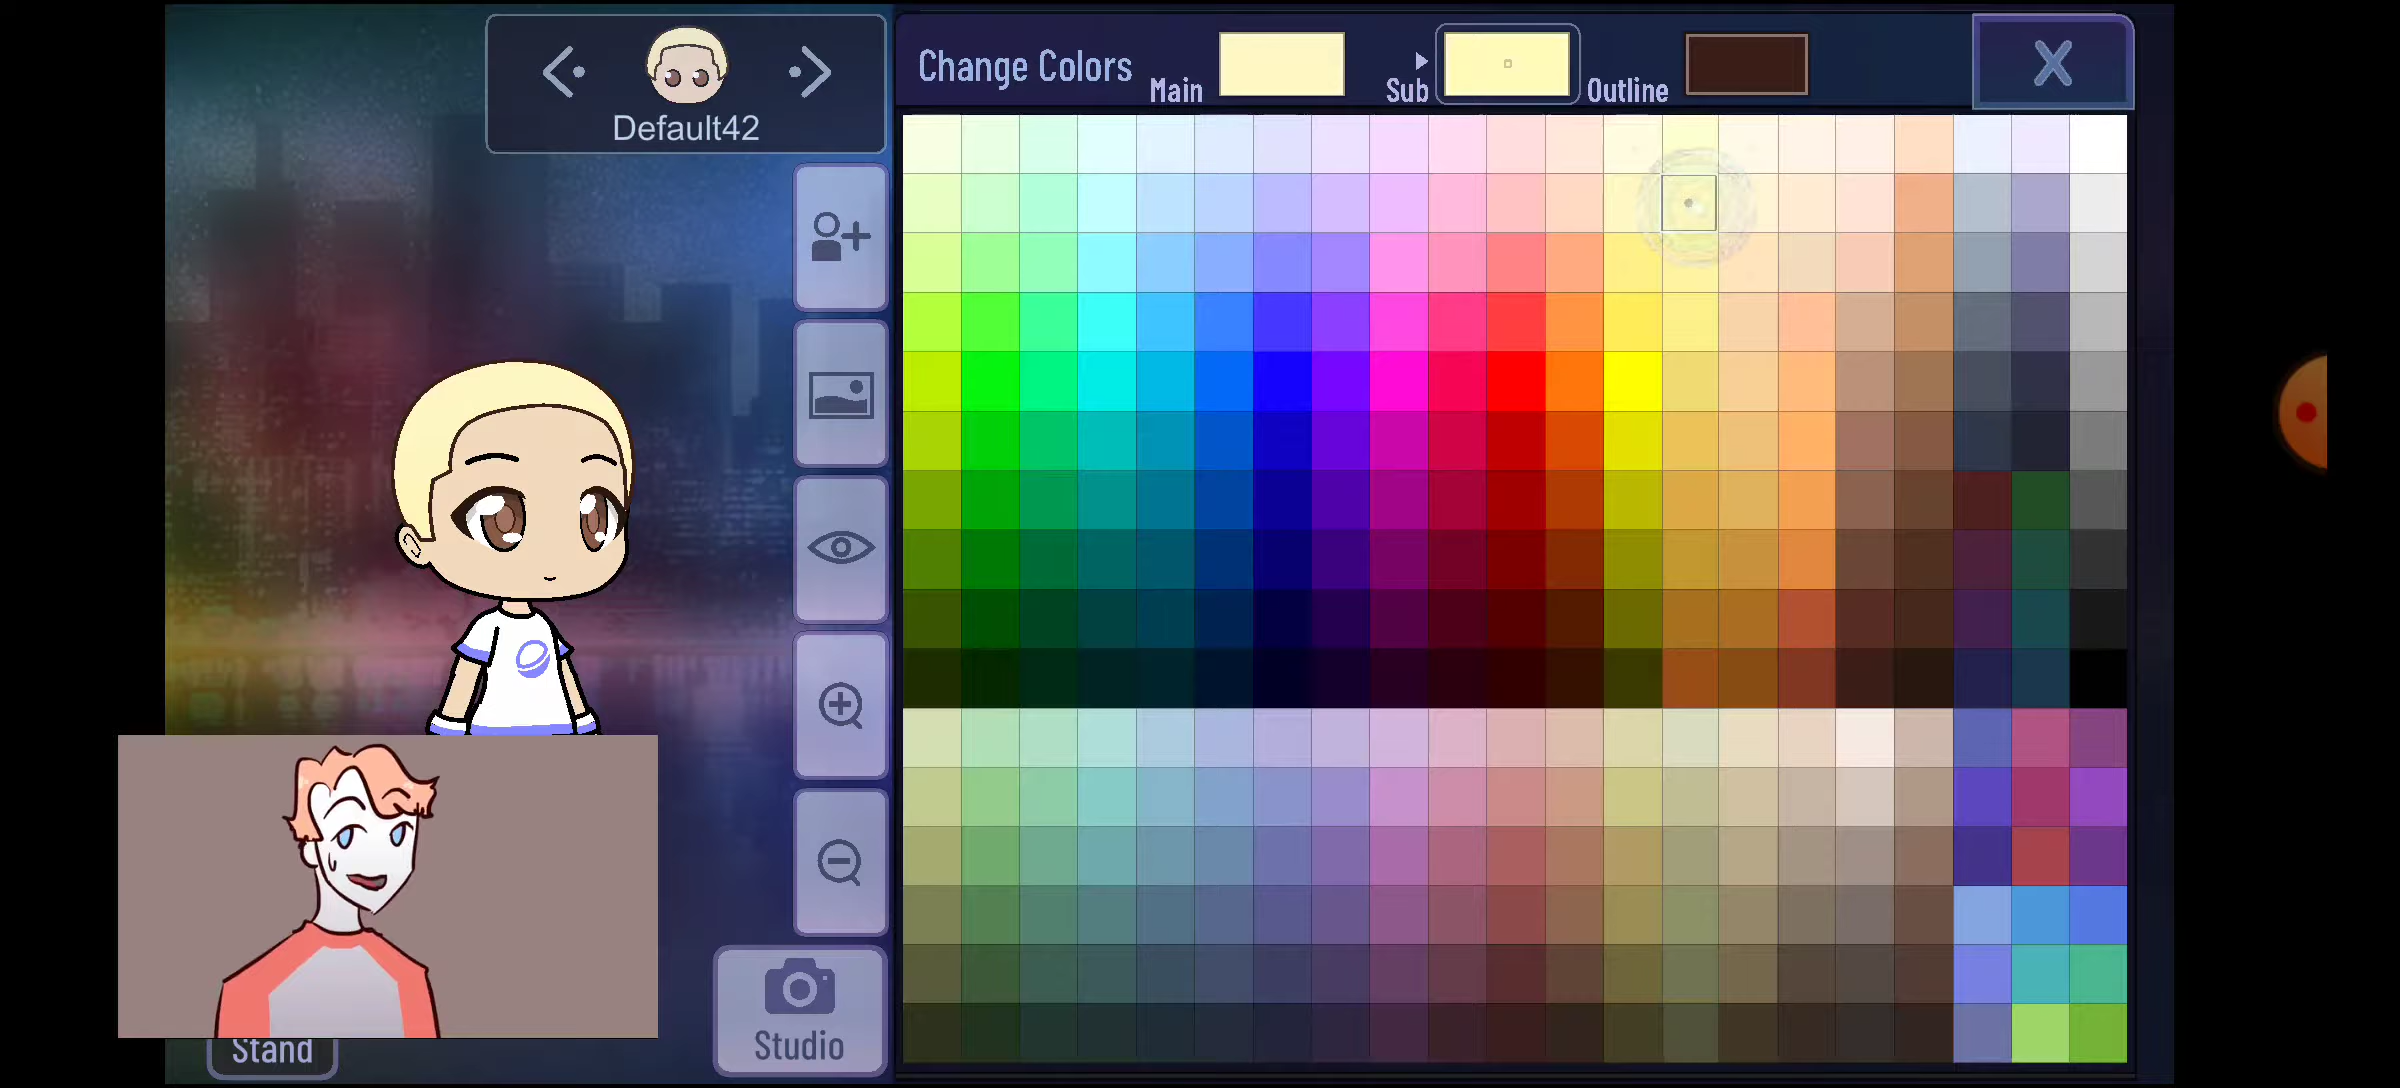 Default42
Change Colors
Main
Sub
Outline
X
Studio
Stand